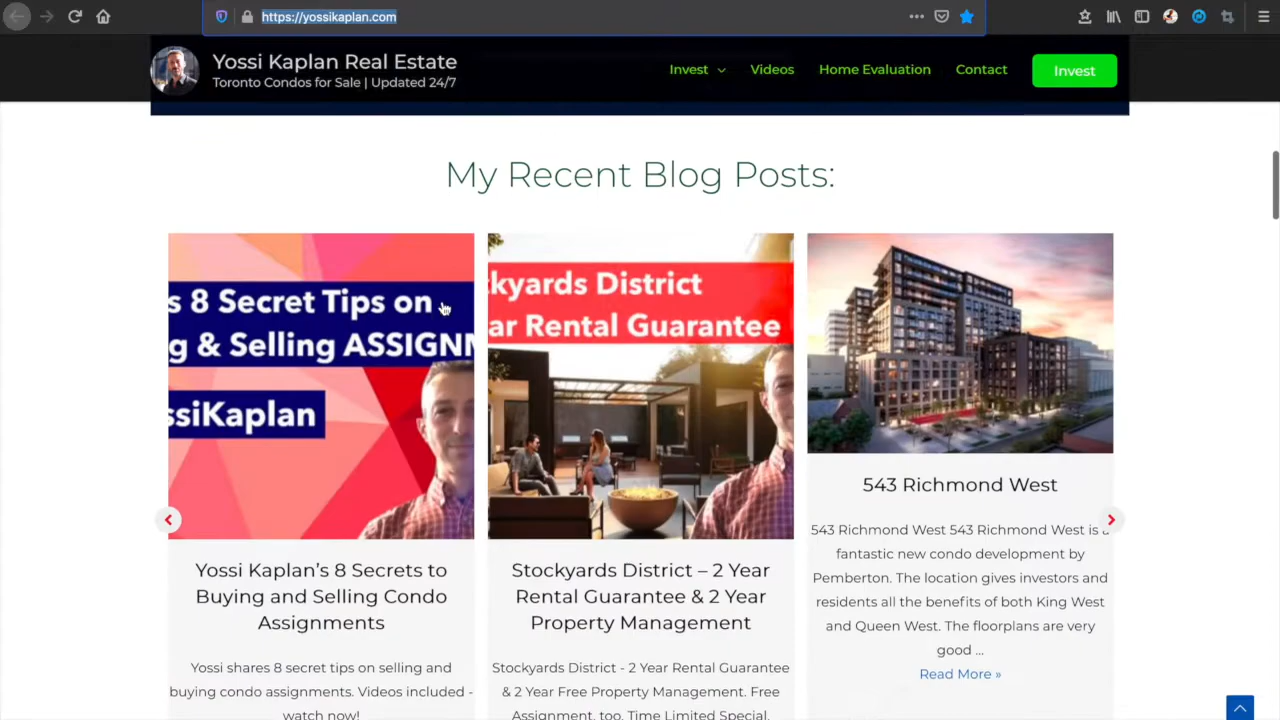 https://yossikaplan.com
Yossi Kaplan Real Estate
Toronto Condos for Sale | Updated 24/7
Invest
Videos
Home Evaluation
Contact
Invest
My Recent Blog Posts:
s 8 Secret Tips on
g & Selling ASSIGNM
ssiKaplan
Yossi Kaplan's 8 Secrets to
Buying and Selling Condo
Assignments
Yossi shares 8 secret tips on selling and
buying condo assignments. Videos included -
watch now!
ckyards District
ar Rental Guarantee
Stockyards District – 2 Year
Rental Guarantee & 2 Year
Property Management
Stockyards District - 2 Year Rental Guarantee
& 2 Year Free Property Management. Free
Assignment, too. Time Limited Special.
543 Richmond West
543 Richmond West 543 Richmond West is a
fantastic new condo development by
Pemberton. The location gives investors and
residents all the benefits of both King West
and Queen West. The floorplans are very
good ...
Read More »